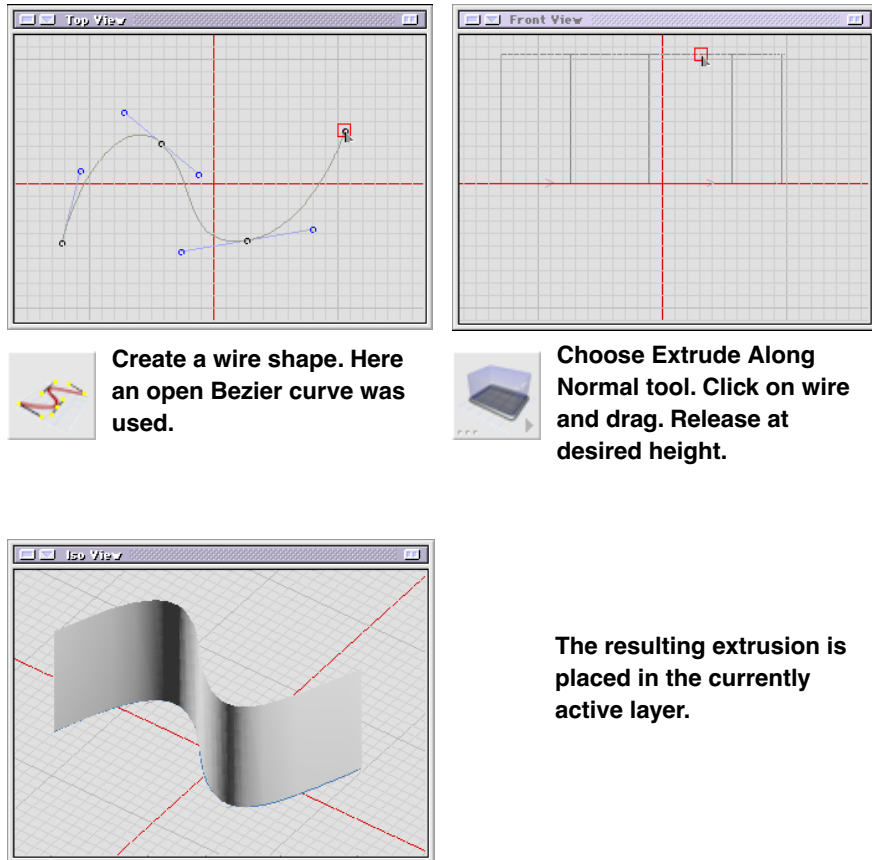 Top View
Front View
Create a wire shape. Here
an open Bezier curve was
used.
Choose Extrude Along
Normal tool. Click on wire
and drag. Release at
desired height.
Iso View
The resulting extrusion is
placed in the currently
active layer.